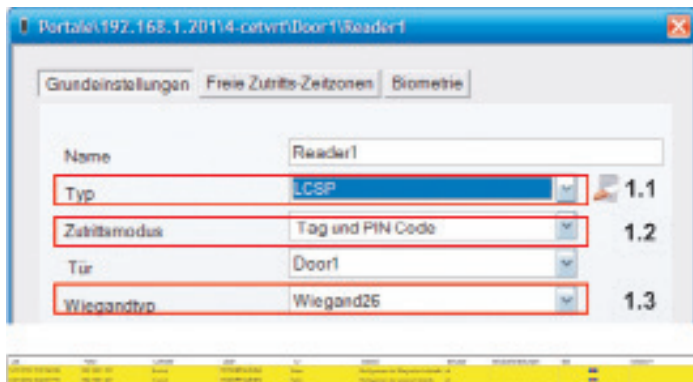 Portale\192.168.1.201\4-cetvrt\Door1\Reader1
Grundeinstellungen Freie Zutritts-Zeitzonen Biometrie
Name Reader1
Typ LCSP 1.1
Zutrittsmodus Tag und PIN Code 1.2
Tür Door1
Wiegandtyp Wiegand26 1.3